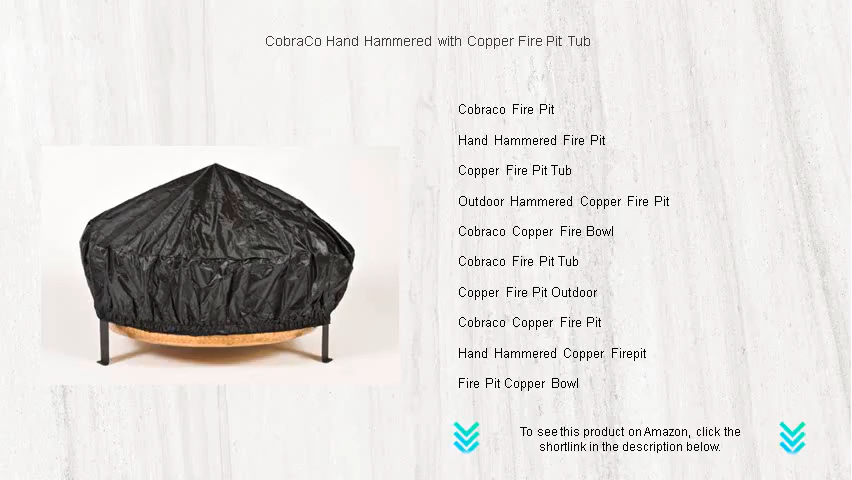 CobraCo Hand Hammered with Copper Fire Pit Tub
Cobraco Fire Pit
Hand Hammered Fire Pit
Copper Fire Pit Tub
Outdoor Hammered Copper Fire Pit
Cobraco Copper Fire Bowl
Cobraco Fire Pit Tub
Copper Fire Pit Outdoor
Cobraco Copper Fire Pit
Hand Hammered Copper Firepit
Fire Pit Copper Bowl
To see this product on Amazon, click the
shortlink in the description below.